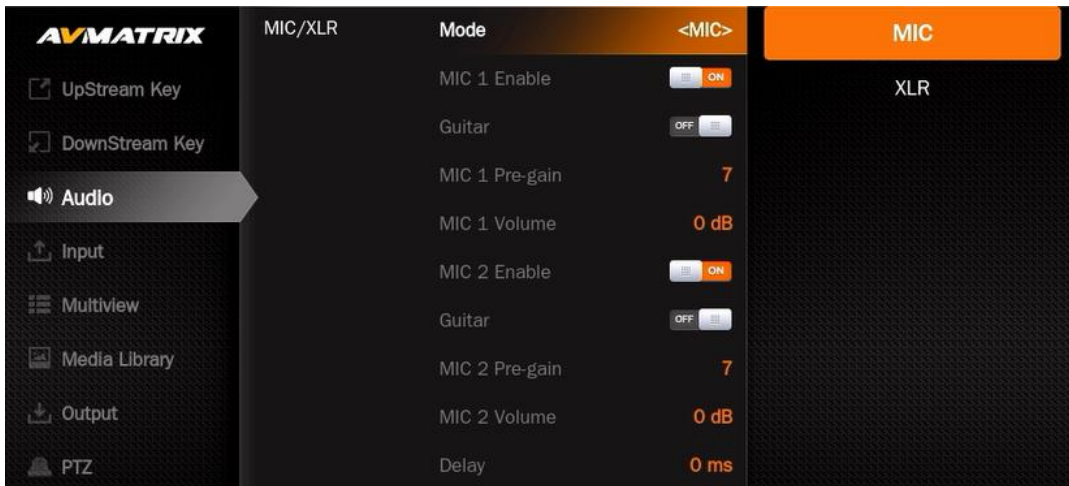 AVMATRIX
UpStream Key
DownStream Key
Audio
Input
Multiview
Media Library
Output
PTZ
MIC/XLR
Mode <MIC>
MIC 1 Enable ON
Guitar OFF
MIC 1 Pre-gain 7
MIC 1 Volume 0 dB
MIC 2 Enable ON
Guitar OFF
MIC 2 Pre-gain 7
MIC 2 Volume 0 dB
Delay 0 ms
MIC
XLR